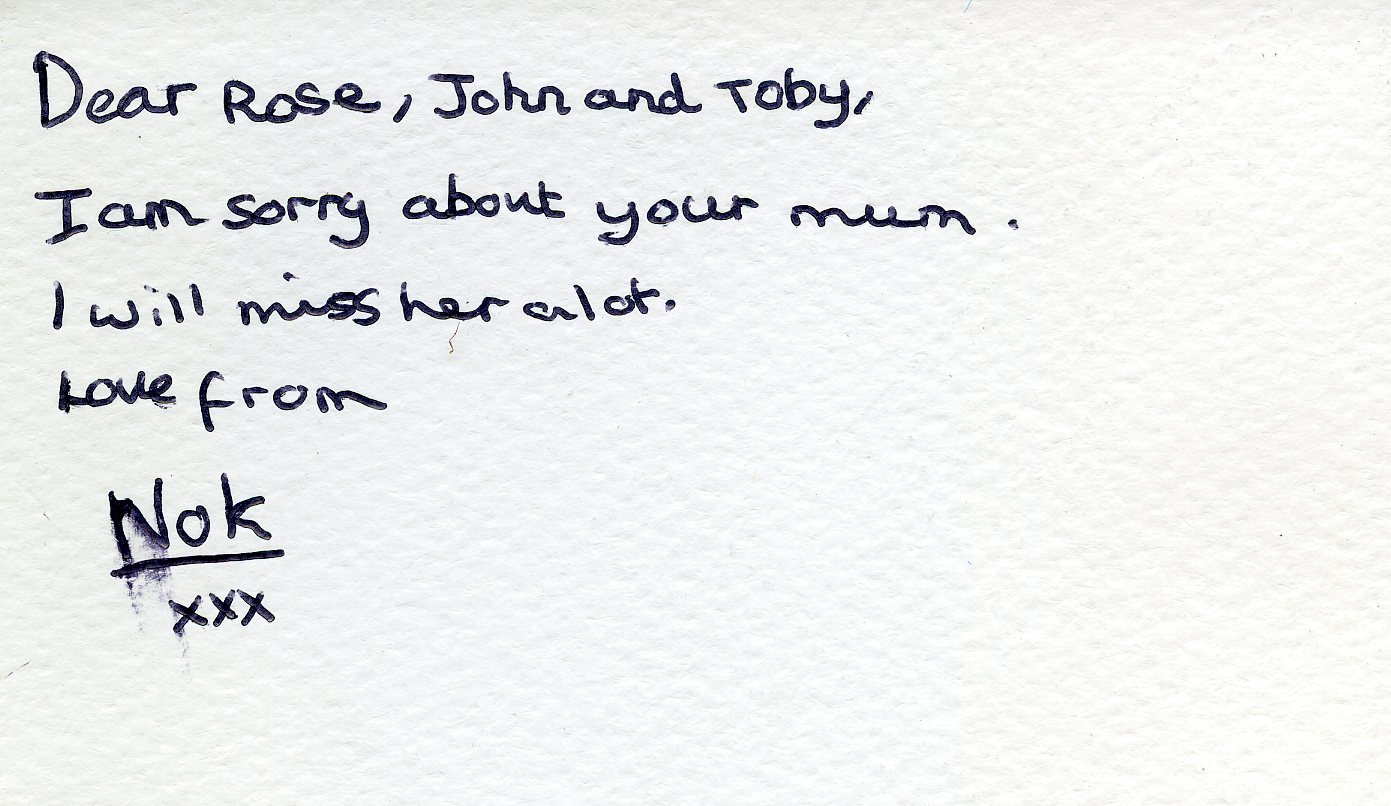 Dear Rose, John and Toby,
I am sorry about your mum.
I will miss her alot.
Love from
Nok
xxx